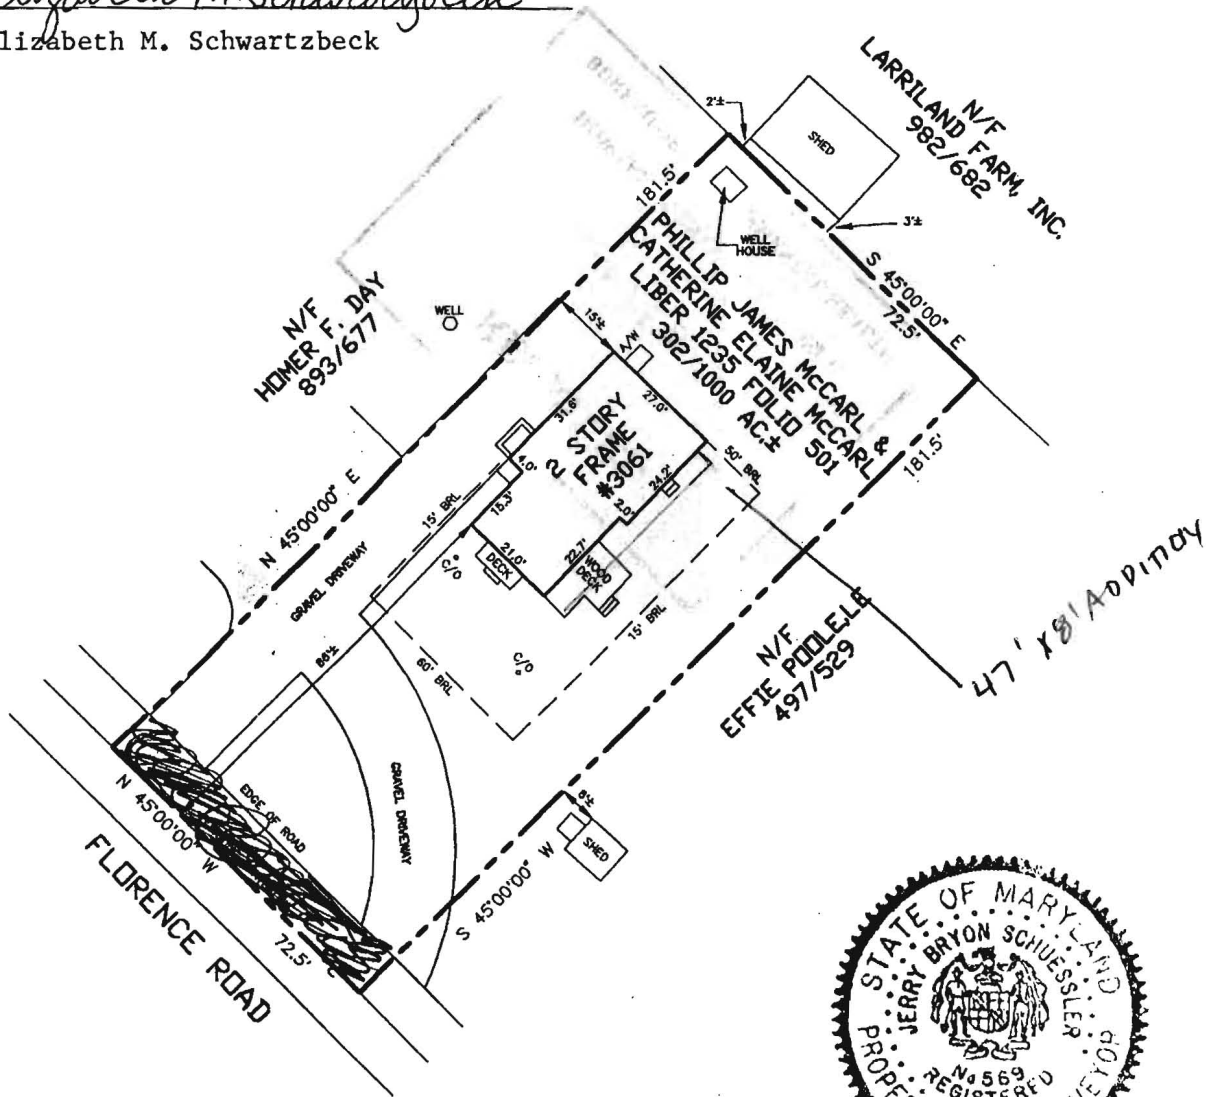 Elizabeth M. Schwartzbeck
lizabeth M. Schwartzbeck
LARRILAND FARM, INC.
N/F
982/682
2'±
SHED
3'±
181.5'
WELL
HOUSE
S 45°00'00" E
72.5'
PHILLIP JAMES McCARL &
CATHERINE ELAINE McCARL
LIBER 1235 FOLIO 501
302/1000 AC.±
N/F
HOMER F. DAY
893/677
WELL
15'±
A/W
27.0'
31.6'
2 STORY
FRAME
#3061
4.0'
15.3'
24.2'
2.0'
50' BRL
181.5'
15' BRL
N 45°00'00" E
GRAVEL DRIVEWAY
21.0'
22.7'
DECK
WOOD
DECK
C/O
C/O
15' BRL
60' BRL
86'±
N/F
EFFIE POOLE,LE
497/529
47' X 8' ADDITION
GRAVEL DRIVEWAY
EDGE OF ROAD
N 45°00'00" W
72.5'
FLORENCE ROAD
8'±
SHED
S 45°00'00" W
STATE OF MARYLAND
JERRY BRYON SCHUESSLER
No 569
REGISTERED